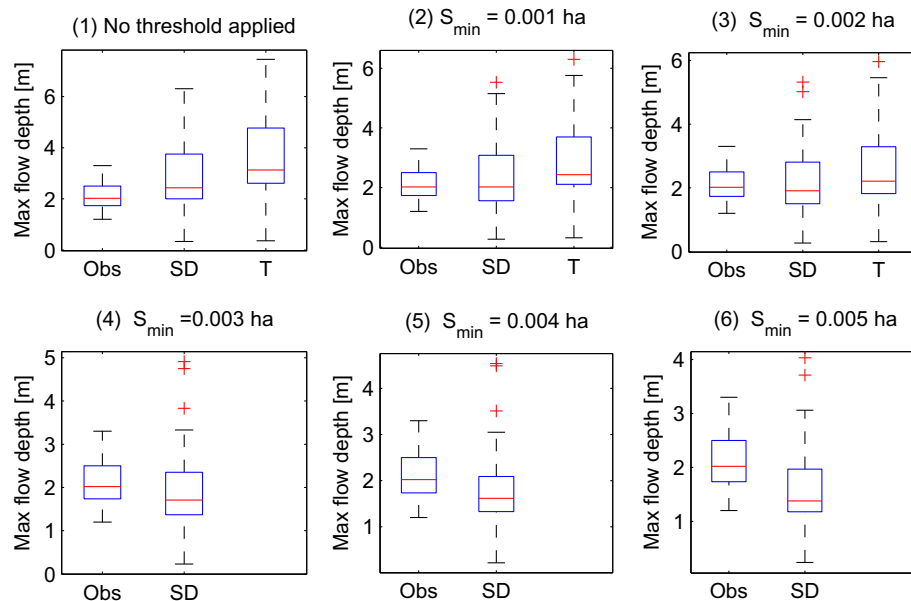 (1) No threshold applied
Max flow depth [m]
6
4
2
0
Obs SD T
(2) S_min = 0.001 ha
Max flow depth [m]
6
4
2
0
Obs SD T
(3) S_min = 0.002 ha
Max flow depth [m]
6
4
2
0
Obs SD T
(4) S_min =0.003 ha
Max flow depth [m]
5
4
3
2
1
0
Obs SD
(5) S_min = 0.004 ha
Max flow depth [m]
4
3
2
1
Obs SD
(6) S_min = 0.005 ha
Max flow depth [m]
4
3
2
1
Obs SD